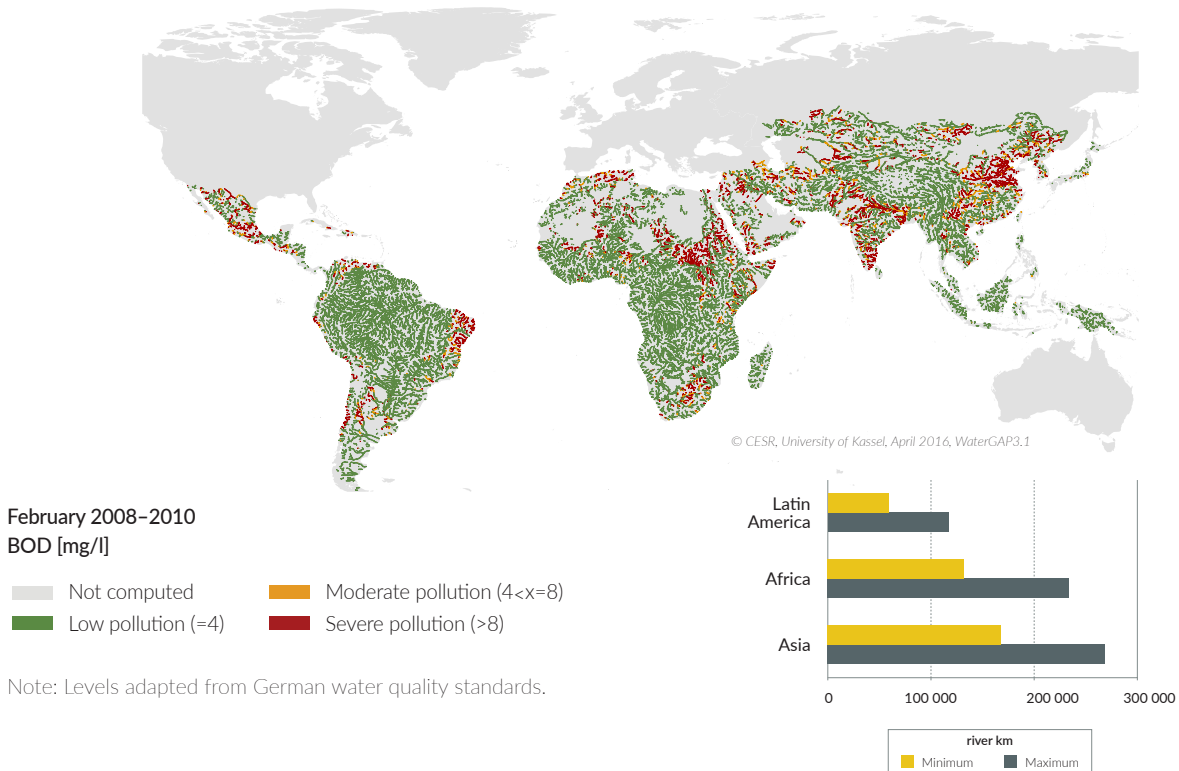 © CESR, University of Kassel, April 2016, WaterGAP3.1
February 2008–2010
BOD [mg/l]
Not computed
Low pollution (=4)
Moderate pollution (4<x=8)
Severe pollution (>8)
Note: Levels adapted from German water quality standards.
Latin
America
Africa
Asia
0 100 000 200 000 300 000
river km
Minimum Maximum